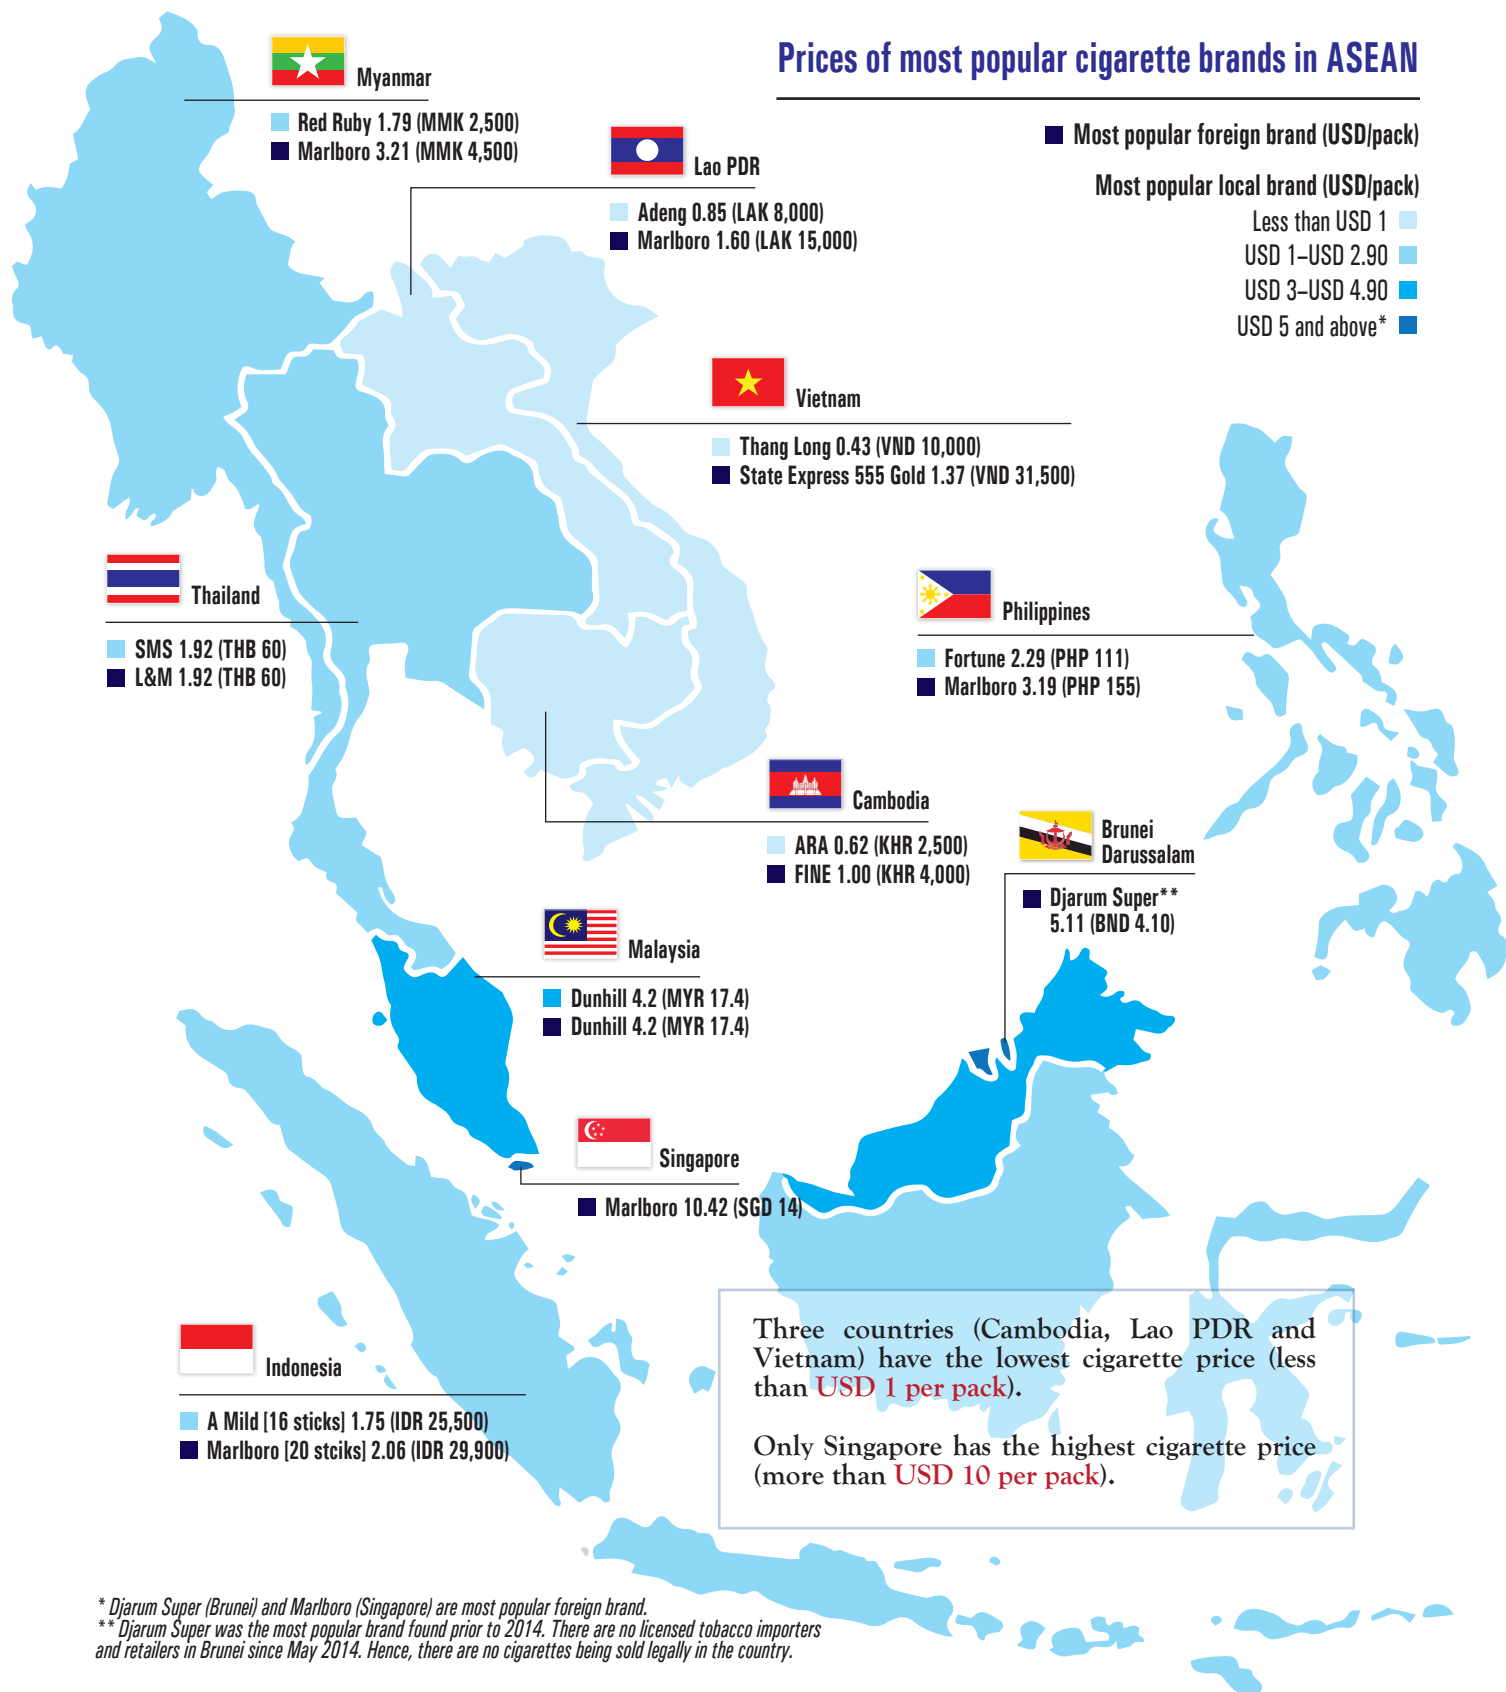 Prices of most popular cigarette brands in ASEAN
Most popular foreign brand (USD/pack)
Most popular local brand (USD/pack)
Less than USD 1
USD 1–USD 2.90
USD 3–USD 4.90
USD 5 and above*
Myanmar
Red Ruby 1.79 (MMK 2,500)
Marlboro 3.21 (MMK 4,500)
Lao PDR
Adeng 0.85 (LAK 8,000)
Marlboro 1.60 (LAK 15,000)
Vietnam
Thang Long 0.43 (VND 10,000)
State Express 555 Gold 1.37 (VND 31,500)
Thailand
SMS 1.92 (THB 60)
L&M 1.92 (THB 60)
Philippines
Fortune 2.29 (PHP 111)
Marlboro 3.19 (PHP 155)
Cambodia
ARA 0.62 (KHR 2,500)
FINE 1.00 (KHR 4,000)
Brunei
Darussalam
Djarum Super**
5.11 (BND 4.10)
Malaysia
Dunhill 4.2 (MYR 17.4)
Dunhill 4.2 (MYR 17.4)
Singapore
Marlboro 10.42 (SGD 14)
Indonesia
A Mild [16 sticks] 1.75 (IDR 25,500)
Marlboro [20 stciks] 2.06 (IDR 29,900)
Three countries (Cambodia, Lao PDR and
Vietnam) have the lowest cigarette price (less
than USD 1 per pack).
Only Singapore has the highest cigarette price
(more than USD 10 per pack).
* Djarum Super (Brunei) and Marlboro (Singapore) are most popular foreign brand.
** Djarum Super was the most popular brand found prior to 2014. There are no licensed tobacco importers
and retailers in Brunei since May 2014. Hence, there are no cigarettes being sold legally in the country.